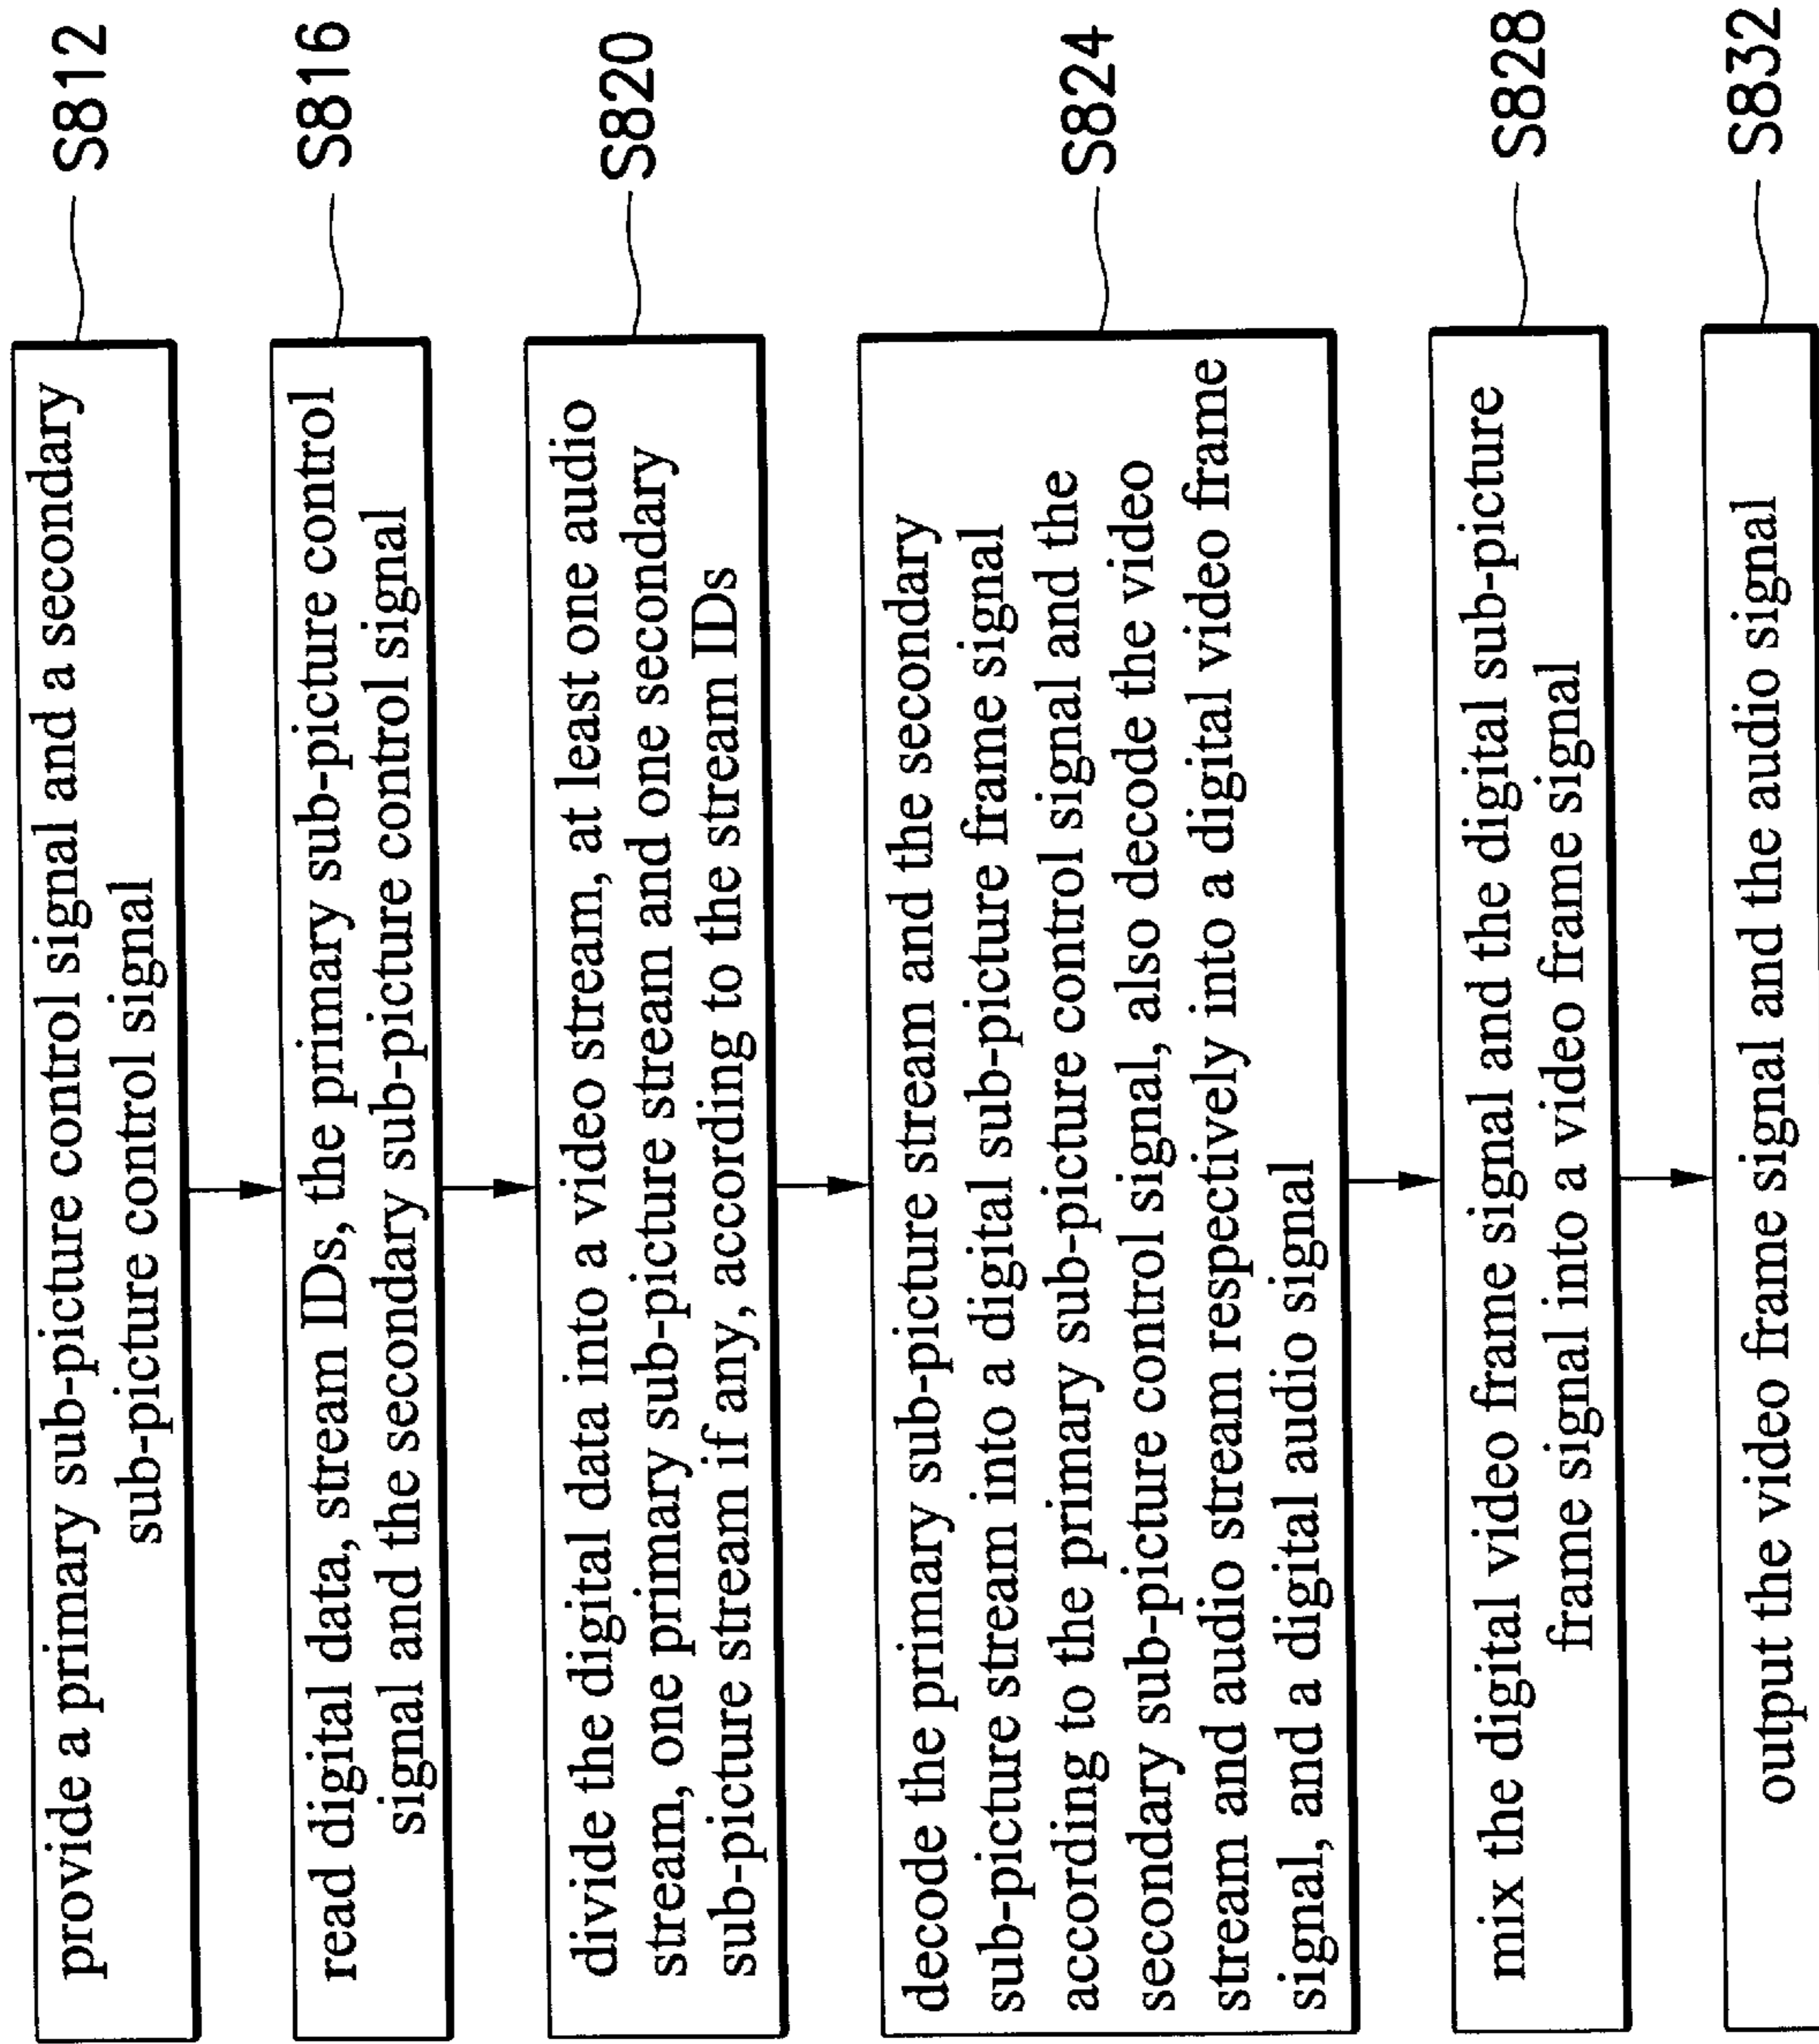 provide a primary sub-picture control signal and a secondary
sub-picture control signal
S812
read digital data, stream IDs, the primary sub-picture control
signal and the secondary sub-picture control signal
S816
divide the digital data into a video stream, at least one audio
stream, one primary sub-picture stream and one secondary
sub-picture stream if any, according to the stream IDs
S820
decode the primary sub-picture stream and the secondary
sub-picture stream into a digital sub-picture frame signal
according to the primary sub-picture control signal and the
secondary sub-picture control signal, also decode the video
stream and audio stream respectively into a digital video frame
signal, and a digital audio signal
S824
mix the digital video frame signal and the digital sub-picture
frame signal into a video frame signal
S828
output the video frame signal and the audio signal
S832